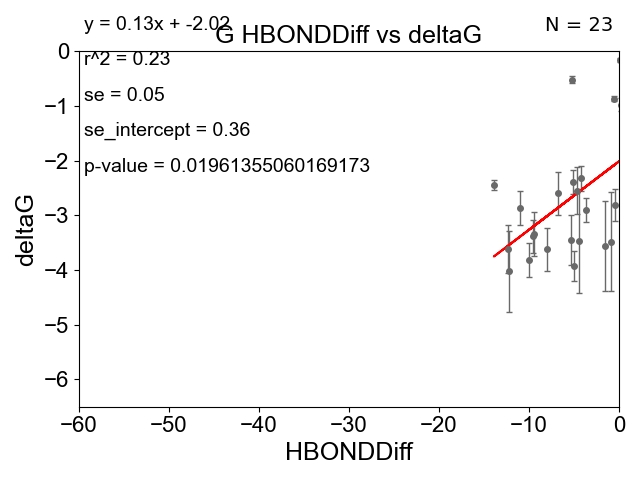 y = 0.13x + -2.02
N = 23
G HBONDDiff vs deltaG
r^2 = 0.23
se = 0.05
se_intercept = 0.36
p-value = 0.01961355060169173
0
−1
−2
−3
−4
−5
−6
deltaG
−60
−50
−40
−30
−20
−10
0
HBONDDiff